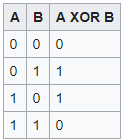 A B A XOR B
0 0 0
0 1 1
1 0 1
1 1 0